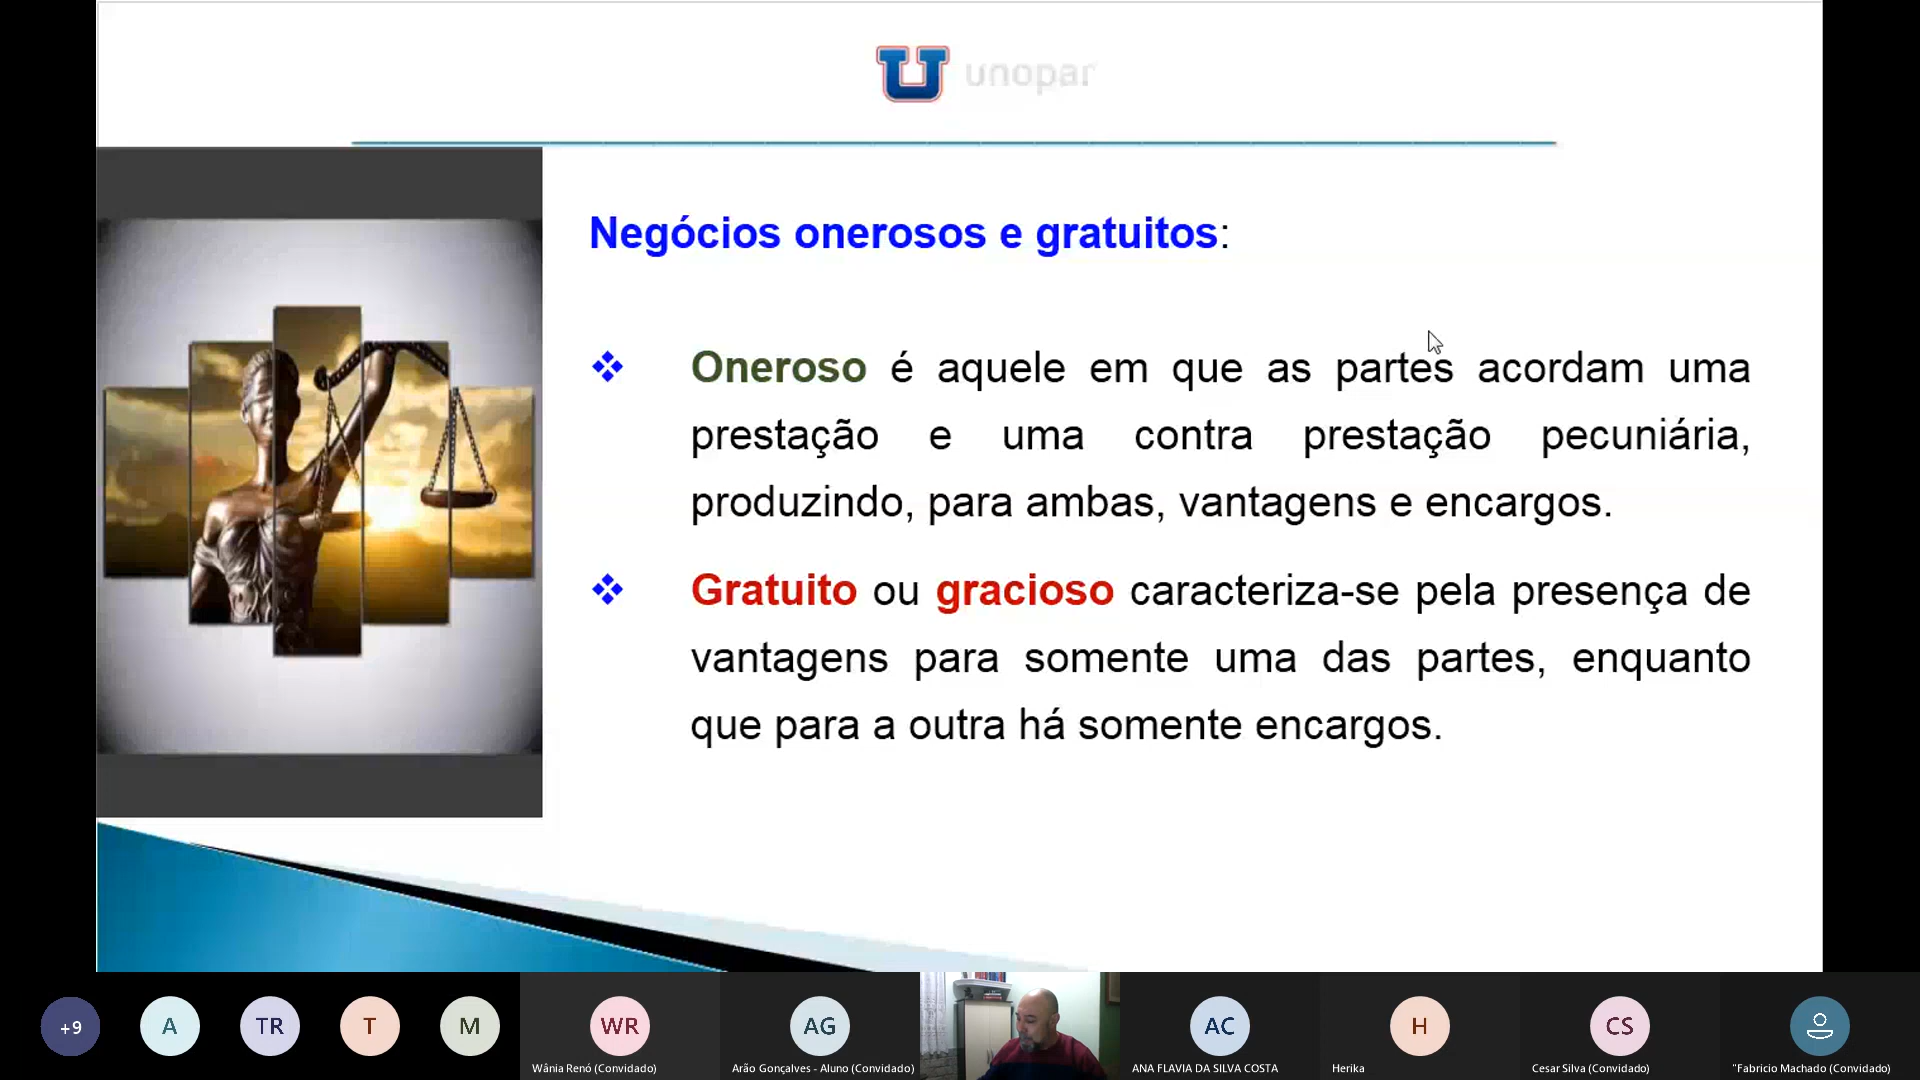 unopar
Negócios onerosos e gratuitos:
Oneroso é aquele em que as partes acordam uma
prestação e uma contra prestação pecuniária,
produzindo, para ambas, vantagens e encargos.
Gratuito ou gracioso caracteriza-se pela presença de
vantagens para somente uma das partes, enquanto
que para a outra há somente encargos.
+9
A
TR
T
M
WR
AG
AC
H
CS
Wânia Renó (Convidado)
Arão Gonçalves - Aluno (Convidado)
ANA FLAVIA DA SILVA COSTA
Herika
Cesar Silva (Convidado)
"Fabricio Machado (Convidado)